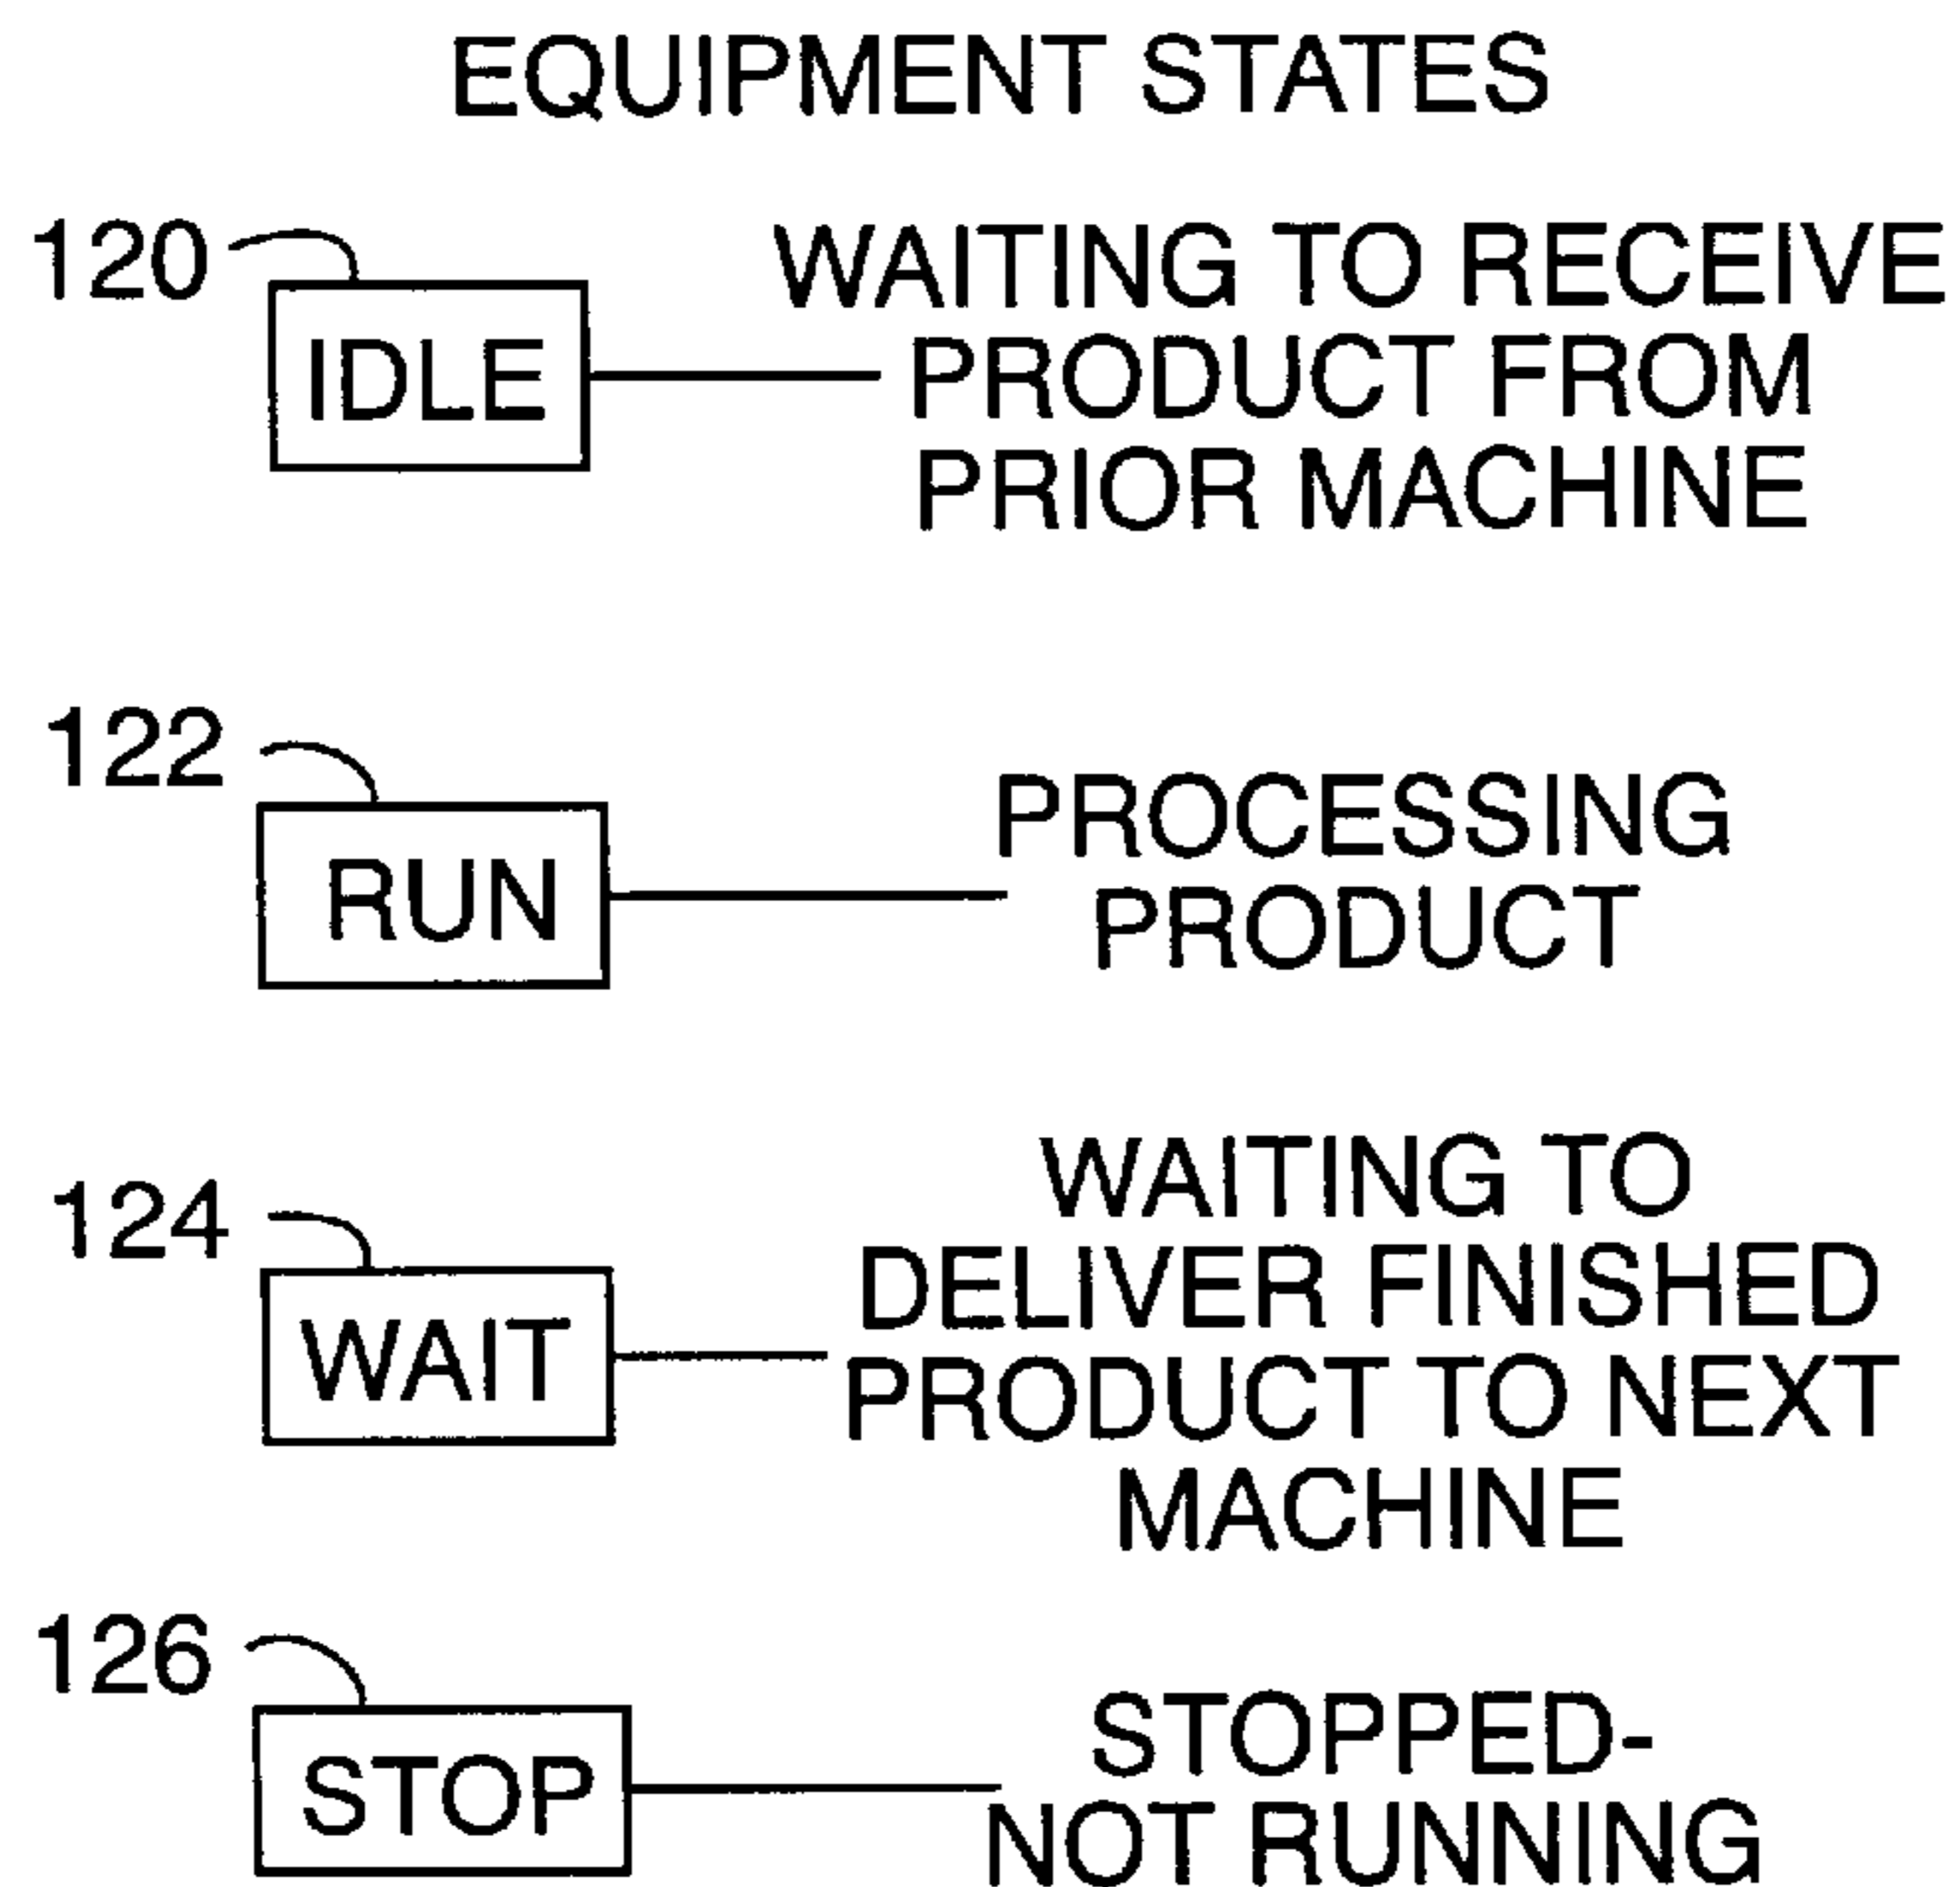 EQUIPMENT STATES
120
IDLE
WAITING TO RECEIVE
PRODUCT FROM
PRIOR MACHINE
122
RUN
PROCESSING
PRODUCT
124
WAIT
WAITING TO
DELIVER FINISHED
PRODUCT TO NEXT
MACHINE
126
STOP
STOPPED-
NOT RUNNING